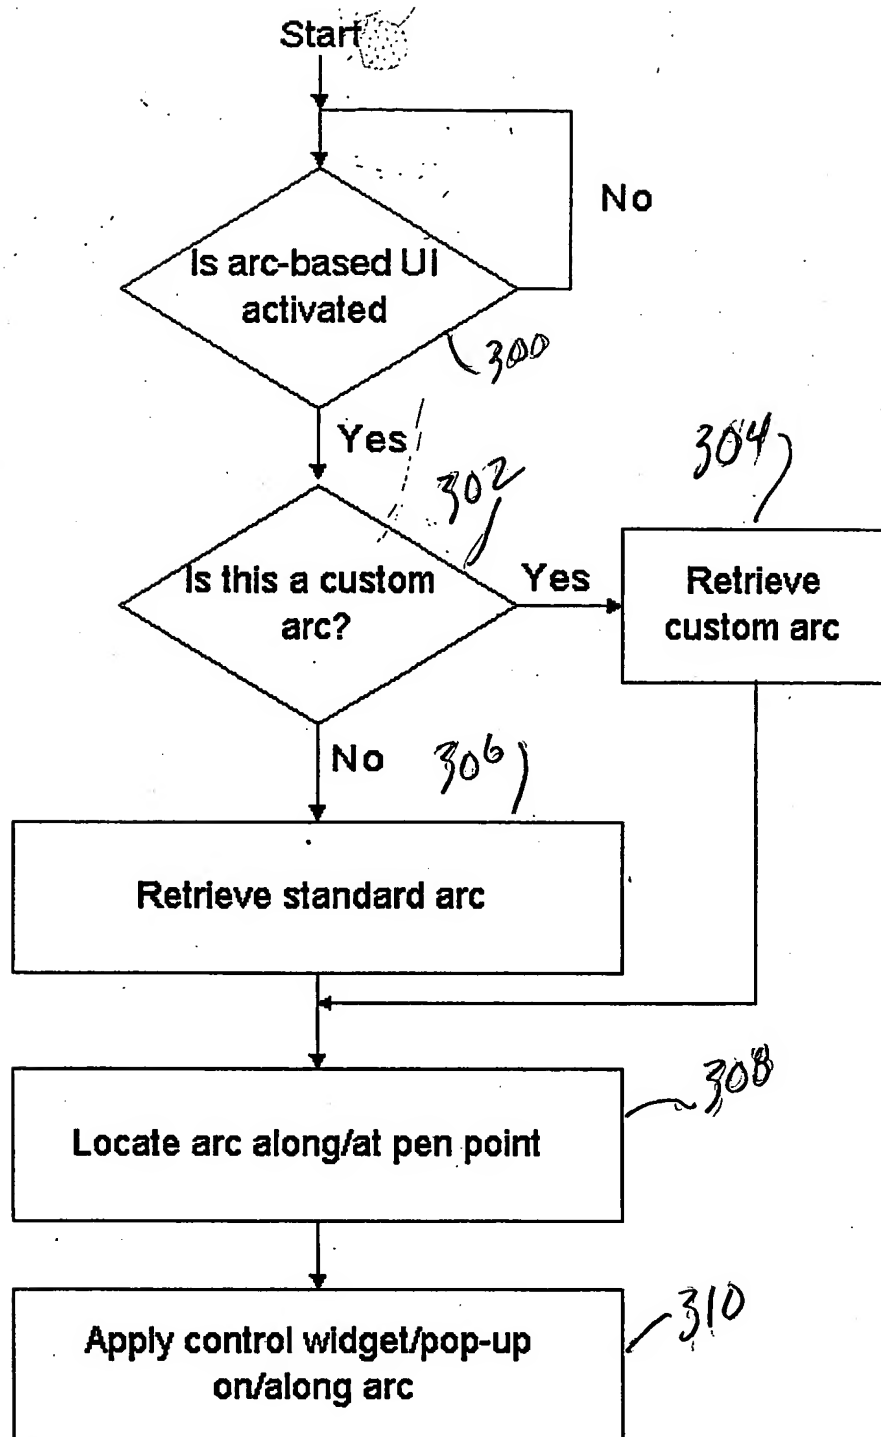 Start
No
Is arc-based UI
activated
300
Yes
304
302
Is this a custom
arc?
Yes
Retrieve
custom arc
No
306
Retrieve standard arc
308
Locate arc along/at pen point
310
Apply control widget/pop-up
on/along arc